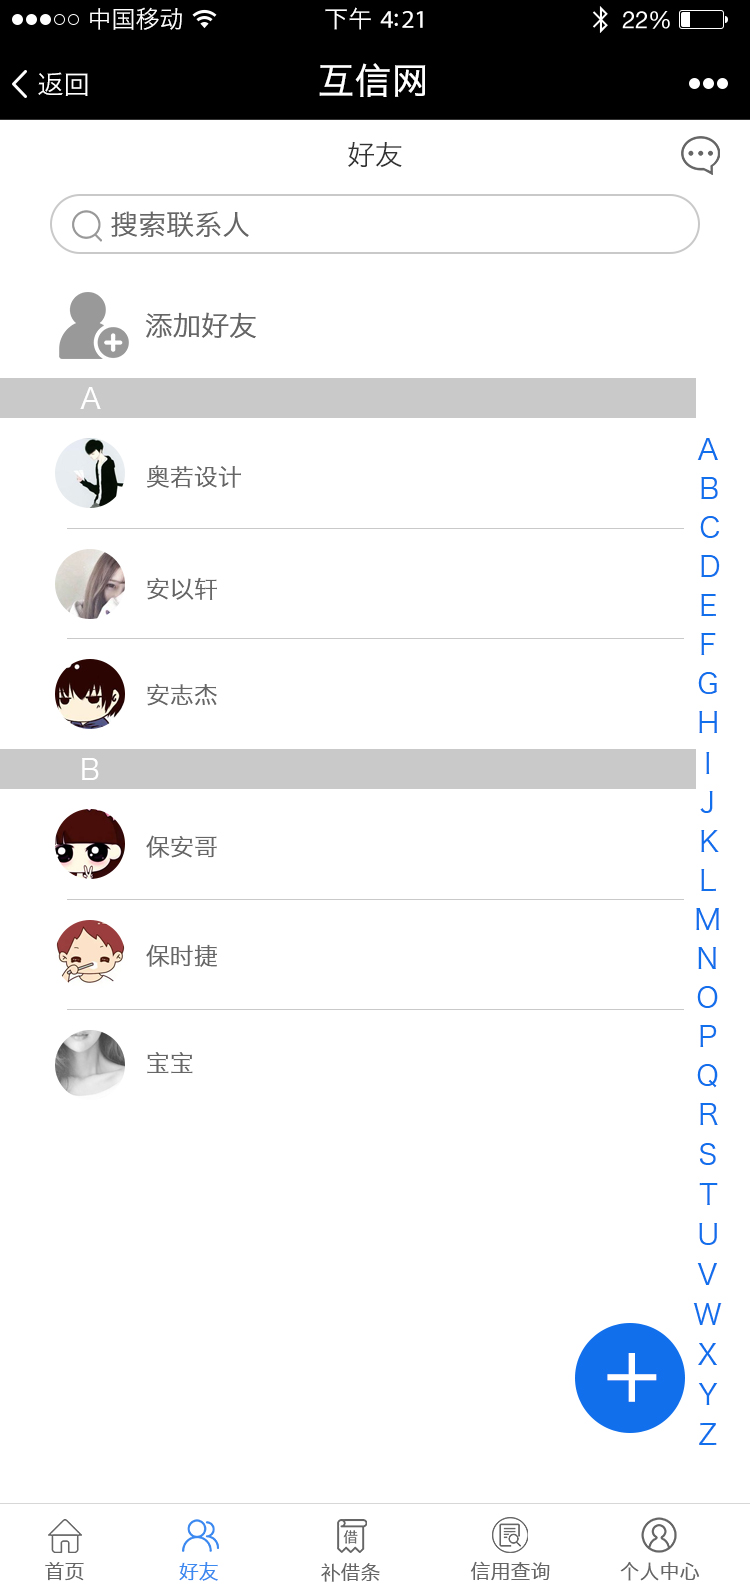 中国移动 下午 4:21 22%
返回 互信网
好友
搜索联系人
添加好友
A
奥若设计
安以轩
安志杰
B
保安哥
保时捷
宝宝
A
B
C
D
E
F
G
H
I
J
K
L
M
N
O
P
Q
R
S
T
U
V
W
X
Y
Z
借
首页 好友 补借条 信用查询 个人中心